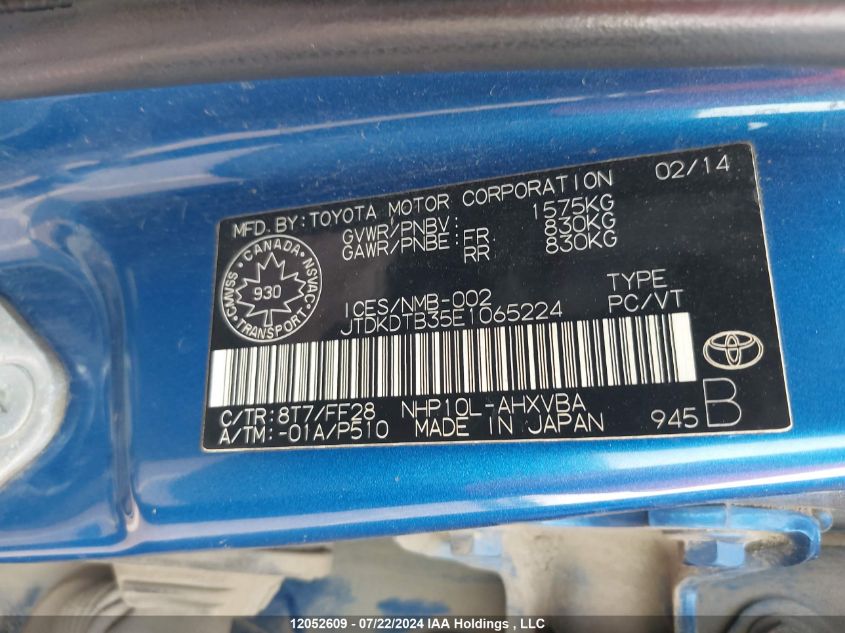 MFD. BY: TOYOTA MOTOR CORPORATION 02/14
GVWR/PNBV: 1575KG
GAWR/PNBE: FR 830KG
RR 830KG
CMVSS · CANADA · NSVAC
930
TRANSPORT
ICES/NMB-002 TYPE
JTDKDTB35E1065224 PC/VT
C/TR: 8T7/FF28 NHP10L-AHXVBA
A/TM: -01A/P510 MADE IN JAPAN 945 B
12052609 - 07/22/2024 IAA Holdings , LLC